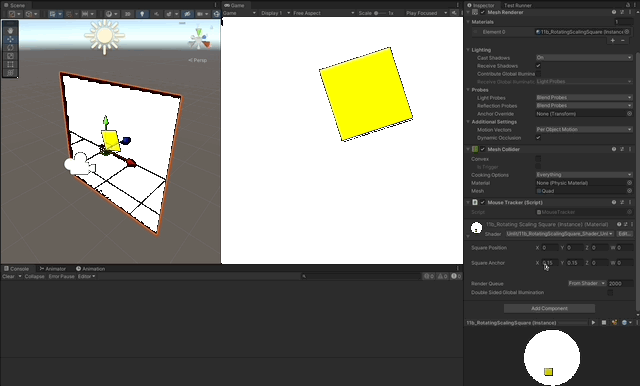 Scene
Game
Game
Display 1
Free Aspect
Scale
1x
Play Focused
< Persp
Console
Animator
Animation
Clear
Collapse
Error Pause
Editor
0
0
0
Inspector
Test Runner
Mesh Renderer
Materials
1
Element 0
11b_RotatingScalingSquare (Instance)
Lighting
Cast Shadows
On
Receive Shadows
Contribute Global Illumina
Receive Global Illumination
Light Probes
Probes
Light Probes
Blend Probes
Reflection Probes
Blend Probes
Anchor Override
None (Transform)
Additional Settings
Motion Vectors
Per Object Motion
Dynamic Occlusion
Mesh Collider
Convex
Is Trigger
Cooking Options
Everything
Material
None (Physic Material)
Mesh
Quad
Mouse Tracker (Script)
Script
MouseTracker
11b_Rotating Scaling Square (Instance) (Material)
Shader
Unlit/11b_RotatingScalingSquare_Shader_Unl
Edit...
Square Position
X 0 Y 0 Z 0 W 0
Square Anchor
X 0.15 Y 0.15 Z 0 W 0
Render Queue
From Shader
2000
Double Sided Global Illumination
Add Component
11b_RotatingScalingSquare (Instance)